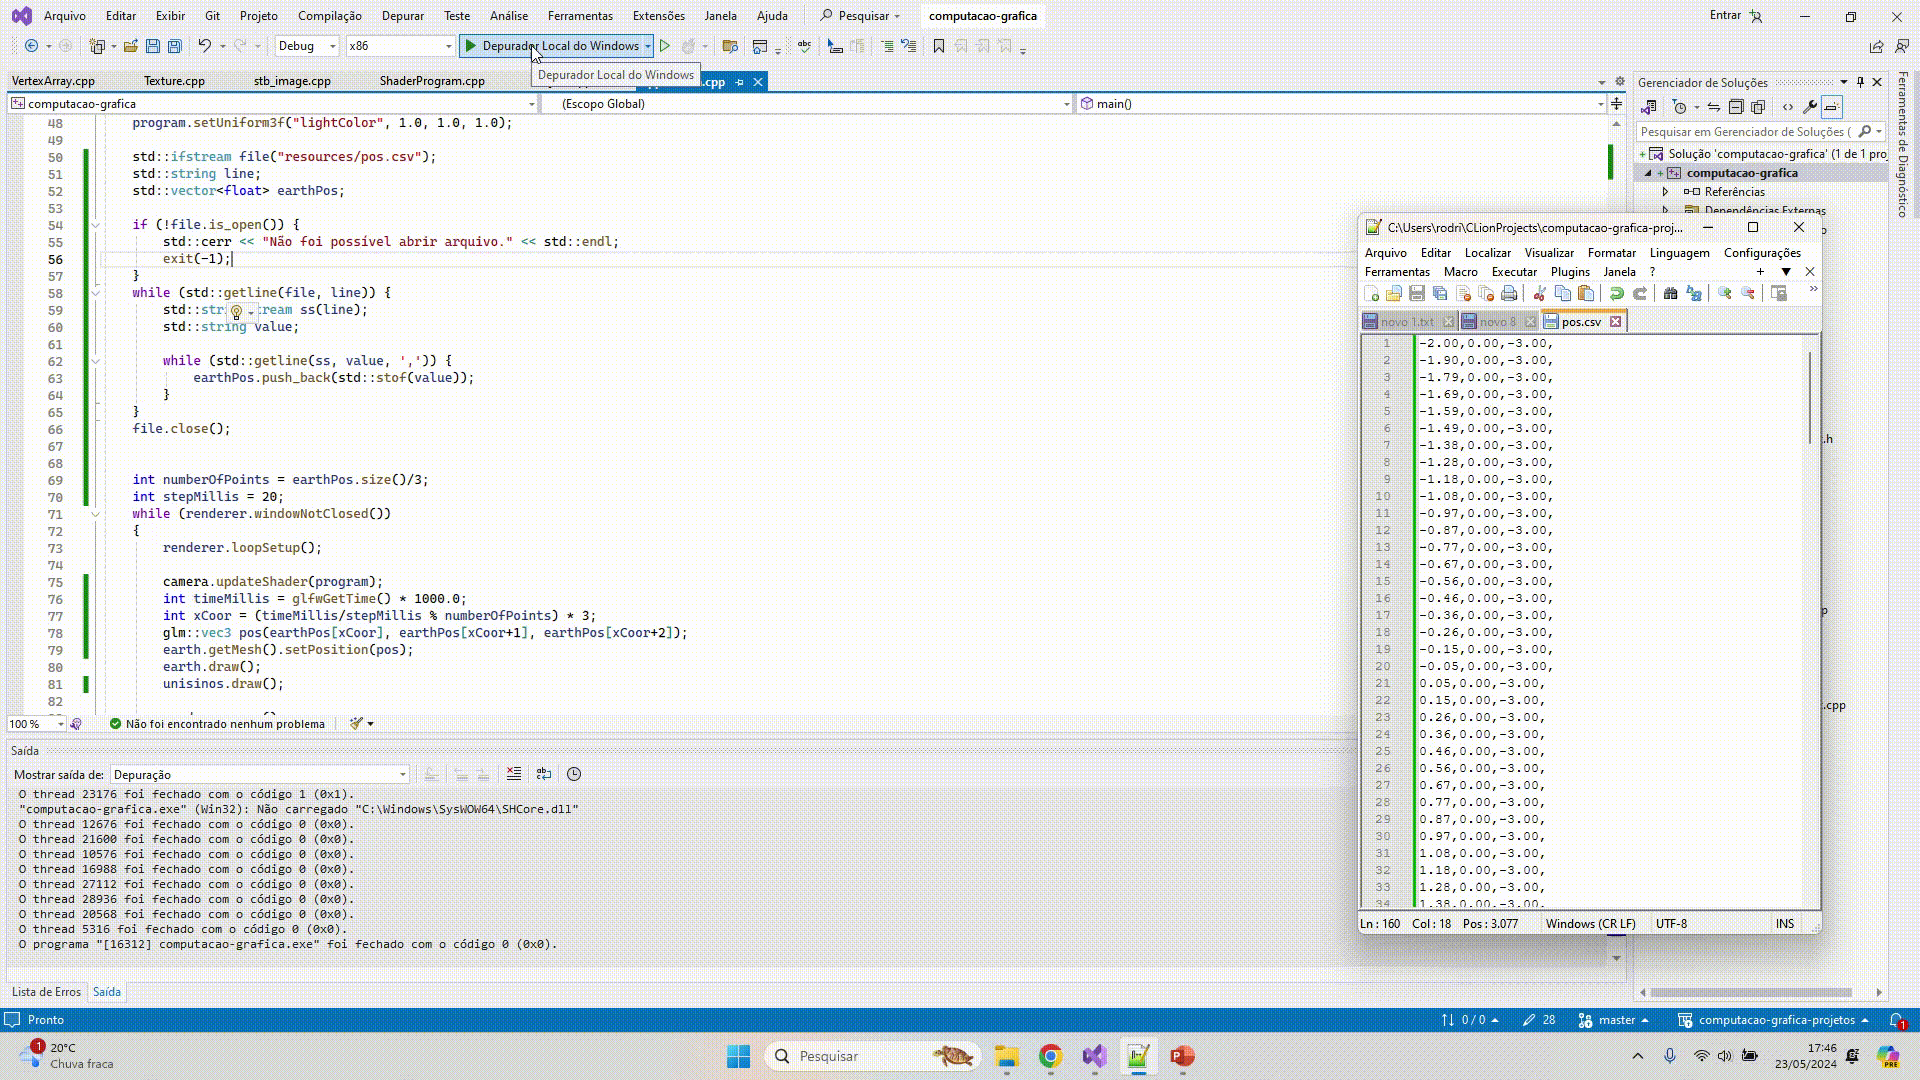 Arquivo Editar Exibir Git Projeto Compilação Depurar Teste Análise Ferramentas Extensões Janela Ajuda Pesquisar computacao-grafica Entrar
Debug x86 Depurador Local do Windows
Depurador Local do Windows
VertexArray.cpp Texture.cpp stb_image.cpp ShaderProgram.cpp
computacao-grafica (Escopo Global) main()
48 program.setUniform3f("lightColor", 1.0, 1.0, 1.0);
49
50 std::ifstream file("resources/pos.csv");
51 std::string line;
52 std::vector<float> earthPos;
53
54 if (!file.is_open()) {
55 std::cerr << "Não foi possível abrir arquivo." << std::endl;
56 exit(-1);
57 }
58 while (std::getline(file, line)) {
59 ss(line);
60 std::string value;
61
62 while (std::getline(ss, value, ',')) {
63 earthPos.push_back(std::stof(value));
64 }
65 }
66 file.close();
67
68
69 int numberOfPoints = earthPos.size()/3;
70 int stepMillis = 20;
71 while (renderer.windowNotClosed())
72 {
73 renderer.loopSetup();
74
75 camera.updateShader(program);
76 int timeMillis = glfwGetTime() * 1000.0;
77 int xCoor = (timeMillis/stepMillis % numberOfPoints) * 3;
78 glm::vec3 pos(earthPos[xCoor], earthPos[xCoor+1], earthPos[xCoor+2]);
79 earth.getMesh().setPosition(pos);
80 earth.draw();
81 unisinos.draw();
82
100 % Não foi encontrado nenhum problema
Saída
Mostrar saída de: Depuração
O thread 23176 foi fechado com o código 1 (0x1).
"computacao-grafica.exe" (Win32): Não carregado "C:\Windows\SysWOW64\SHCore.dll"
O thread 12676 foi fechado com o código 0 (0x0).
O thread 21600 foi fechado com o código 0 (0x0).
O thread 10576 foi fechado com o código 0 (0x0).
O thread 16988 foi fechado com o código 0 (0x0).
O thread 27112 foi fechado com o código 0 (0x0).
O thread 28936 foi fechado com o código 0 (0x0).
O thread 20568 foi fechado com o código 0 (0x0).
O thread 5316 foi fechado com o código 0 (0x0).
O programa "[16312] computacao-grafica.exe" foi fechado com o código 0 (0x0).
Lista de Erros Saída
Gerenciador de Soluções
Pesquisar em Gerenciador de Soluções (
Solução 'computacao-grafica' (1 de 1 proj
computacao-grafica
Referências
Dependências Externas
Ferramentas de Diagnóstico
C:\Users\rodri\CLionProjects\computacao-grafica-proj...
Arquivo Editar Localizar Visualizar Formatar Linguagem Configurações
Ferramentas Macro Executar Plugins Janela ?
novo 1.txt novo 8 pos.csv
1 -2.00,0.00,-3.00,
2 -1.90,0.00,-3.00,
3 -1.79,0.00,-3.00,
4 -1.69,0.00,-3.00,
5 -1.59,0.00,-3.00,
6 -1.49,0.00,-3.00,
7 -1.38,0.00,-3.00,
8 -1.28,0.00,-3.00,
9 -1.18,0.00,-3.00,
10 -1.08,0.00,-3.00,
11 -0.97,0.00,-3.00,
12 -0.87,0.00,-3.00,
13 -0.77,0.00,-3.00,
14 -0.67,0.00,-3.00,
15 -0.56,0.00,-3.00,
16 -0.46,0.00,-3.00,
17 -0.36,0.00,-3.00,
18 -0.26,0.00,-3.00,
19 -0.15,0.00,-3.00,
20 -0.05,0.00,-3.00,
21 0.05,0.00,-3.00,
22 0.15,0.00,-3.00,
23 0.26,0.00,-3.00,
24 0.36,0.00,-3.00,
25 0.46,0.00,-3.00,
26 0.56,0.00,-3.00,
27 0.67,0.00,-3.00,
28 0.77,0.00,-3.00,
29 0.87,0.00,-3.00,
30 0.97,0.00,-3.00,
31 1.08,0.00,-3.00,
32 1.18,0.00,-3.00,
33 1.28,0.00,-3.00,
34 1.38,0.00,-3.00,
Ln : 160 Col : 18 Pos : 3.077 Windows (CR LF) UTF-8 INS
Pronto 0 / 0 28 master computacao-grafica-projetos 1
1 20°C
Chuva fraca
Pesquisar
17:46
23/05/2024